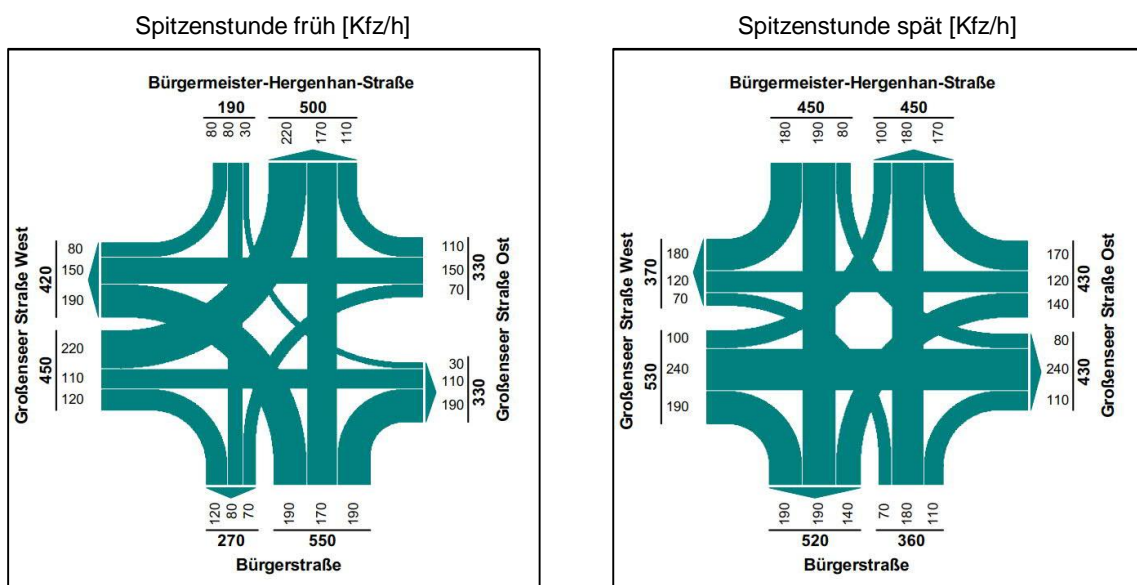 Spitzenstunde früh [Kfz/h]
Bürgermeister-Hergenhan-Straße
190 500
80 80 30 220 170 110
Großenseer Straße West
420
80
150
190
450
220
110
120
110
150
70
330
30
110
190
330
Großenseer Straße Ost
120 80 70 190 170 190
270 550
Bürgerstraße
Spitzenstunde spät [Kfz/h]
Bürgermeister-Hergenhan-Straße
450 450
180 190 80 100 180 170
Großenseer Straße West
370
180
120
70
530
100
240
190
170
120
140
430
80
240
110
430
Großenseer Straße Ost
190 190 140 70 180 110
520 360
Bürgerstraße